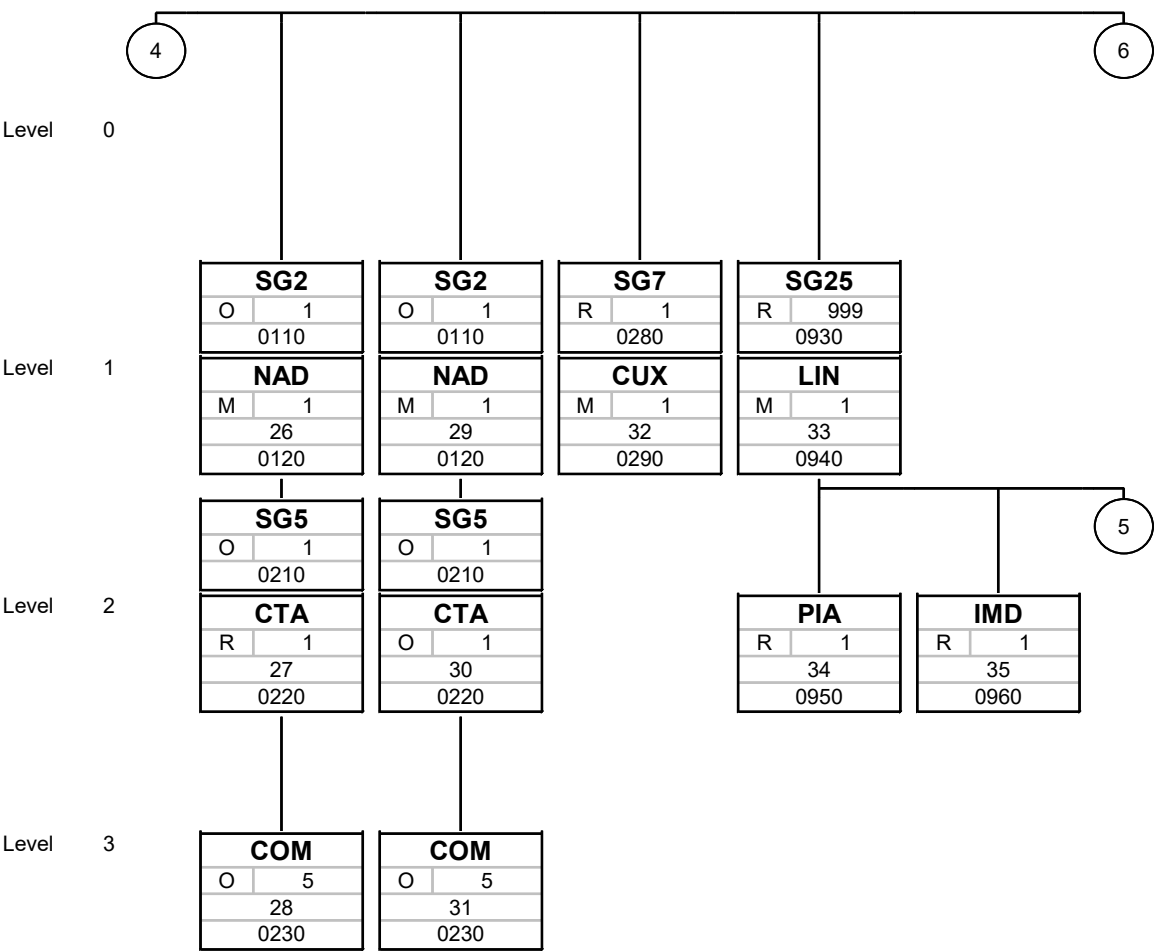 4
6
Level 0
SG2 SG2 SG7 SG25
O 1 O 1 R 1 R 999
0110 0110 0280 0930
Level 1
NAD NAD CUX LIN
M 1 M 1 M 1 M 1
26 29 32 33
0120 0120 0290 0940
SG5 SG5
5
O 1 O 1
0210 0210
Level 2
CTA CTA PIA IMD
R 1 O 1 R 1 R 1
27 30 34 35
0220 0220 0950 0960
Level 3
COM COM
O 5 O 5
28 31
0230 0230